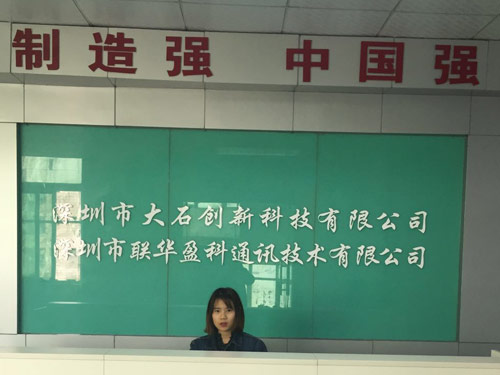 制造强 中国强
深圳市大石创新科技有限公司
深圳市联华盈科通讯技术有限公司